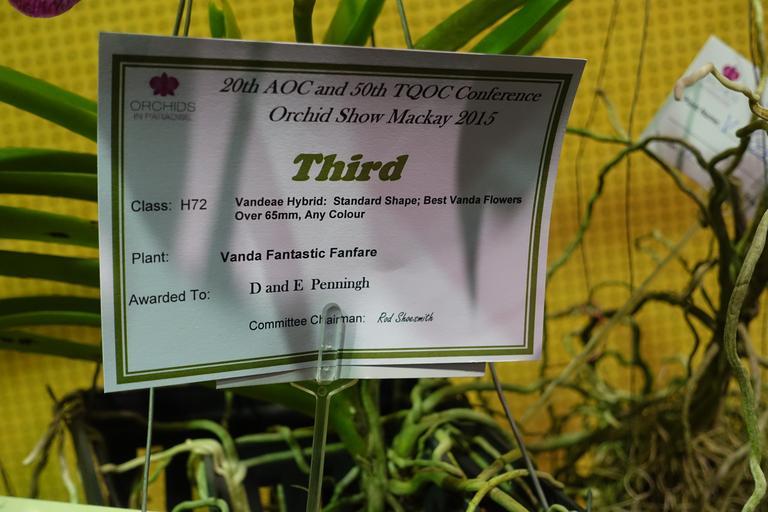 ORCHIDS
IN PARADISE
20th AOC and 50th TQOC Conference
Orchid Show Mackay 2015
Third
Class: H72
Vandeae Hybrid: Standard Shape; Best Vanda Flowers
Over 65mm, Any Colour
Plant: Vanda Fantastic Fanfare
Awarded To: D and E Penningh
Committee Chairman: Rod Shoesmith